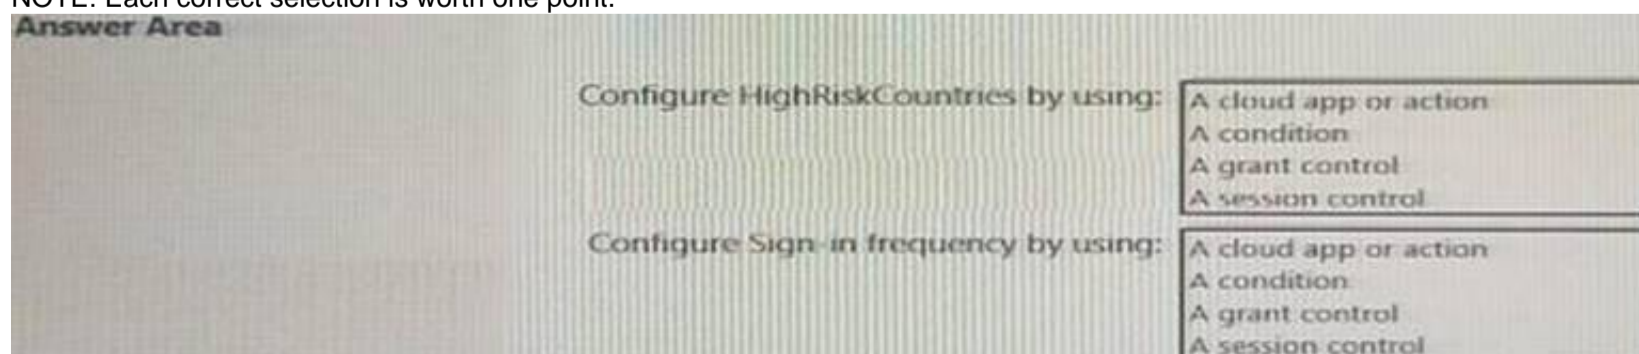 NOTE: Each correct selection is worth one point.
Answer Area
Configure HighRiskCountries by using:
A cloud app or action
A condition
A grant control
A session control
Configure Sign-in frequency by using:
A cloud app or action
A condition
A grant control
A session control